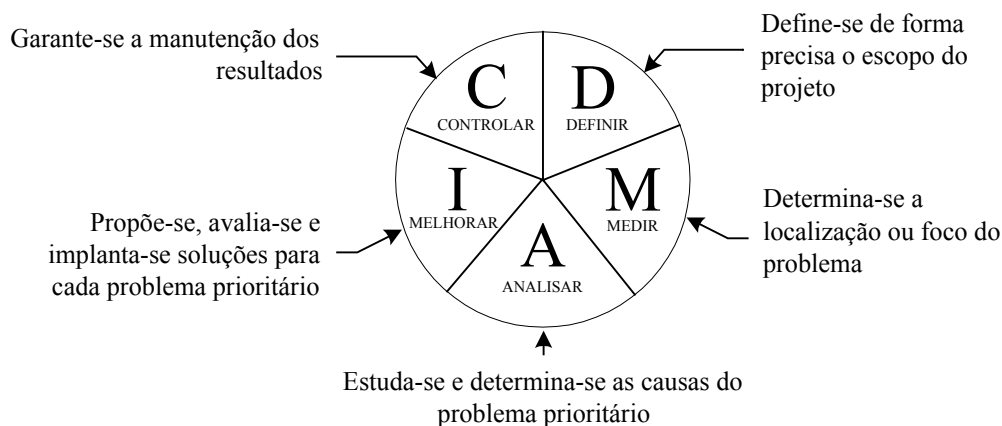 Garante-se a manutenção dos
resultados
Define-se de forma
precisa o escopo do
projeto
C
CONTROLAR
D
DEFINIR
I
MELHORAR
M
MEDIR
A
ANALISAR
Propõe-se, avalia-se e
implanta-se soluções para
cada problema prioritário
Determina-se a
localização ou foco do
problema
Estuda-se e determina-se as causas do
problema prioritário